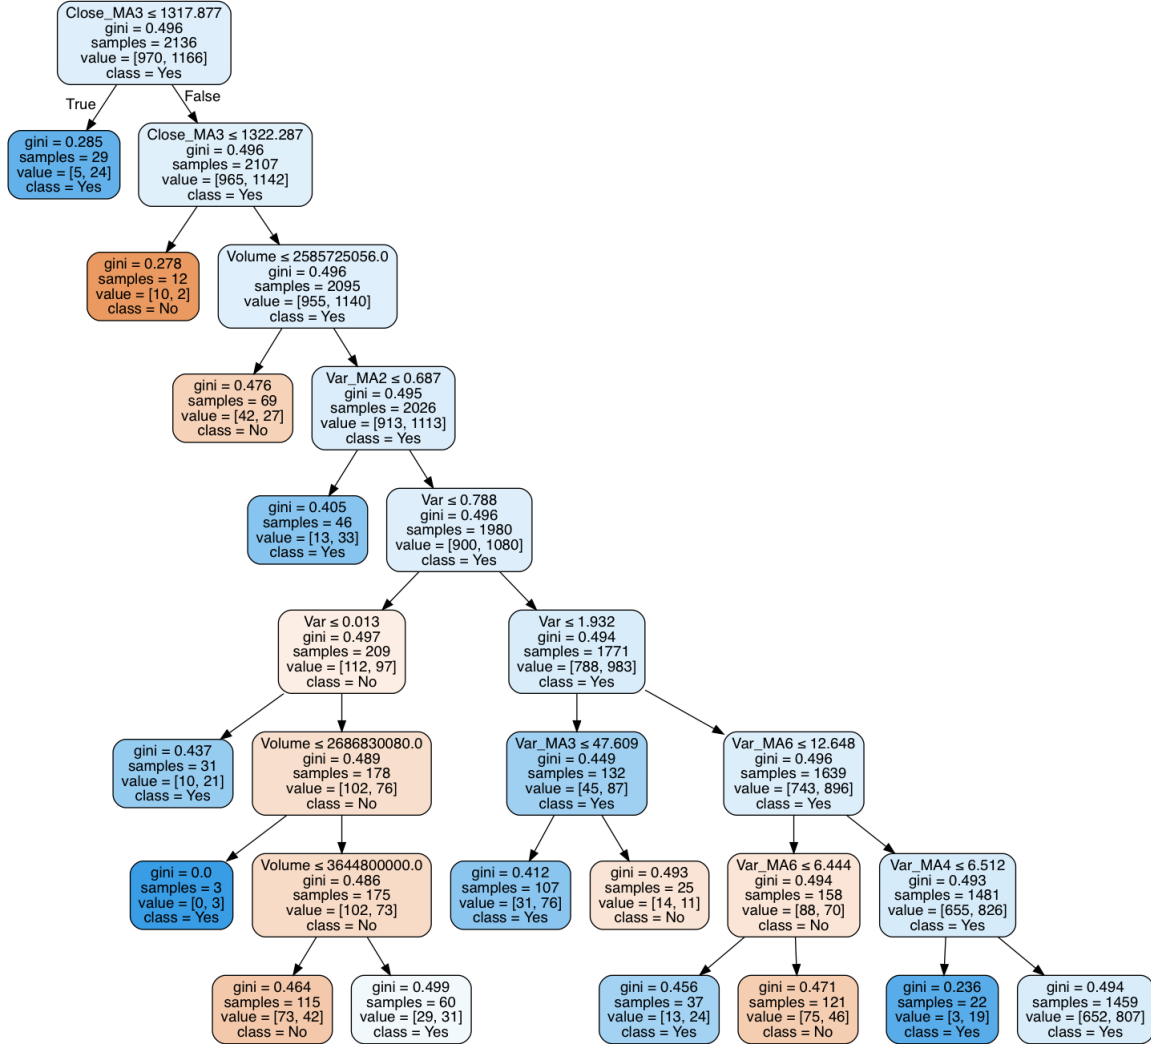 Close_MA3 ≤ 1317.877
gini = 0.496
samples = 2136
value = [970, 1166]
class = Yes
True
False
gini = 0.285
samples = 29
value = [5, 24]
class = Yes
Close_MA3 ≤ 1322.287
gini = 0.496
samples = 2107
value = [965, 1142]
class = Yes
gini = 0.278
samples = 12
value = [10, 2]
class = No
Volume ≤ 2585725056.0
gini = 0.496
samples = 2095
value = [955, 1140]
class = Yes
gini = 0.476
samples = 69
value = [42, 27]
class = No
Var_MA2 ≤ 0.687
gini = 0.495
samples = 2026
value = [913, 1113]
class = Yes
gini = 0.405
samples = 46
value = [13, 33]
class = Yes
Var ≤ 0.788
gini = 0.496
samples = 1980
value = [900, 1080]
class = Yes
Var ≤ 0.013
gini = 0.497
samples = 209
value = [112, 97]
class = No
Var ≤ 1.932
gini = 0.494
samples = 1771
value = [788, 983]
class = Yes
gini = 0.437
samples = 31
value = [10, 21]
class = Yes
Volume ≤ 2686830080.0
gini = 0.489
samples = 178
value = [102, 76]
class = No
Var_MA3 ≤ 47.609
gini = 0.449
samples = 132
value = [45, 87]
class = Yes
Var_MA6 ≤ 12.648
gini = 0.496
samples = 1639
value = [743, 896]
class = Yes
gini = 0.0
samples = 3
value = [0, 3]
class = Yes
Volume ≤ 3644800000.0
gini = 0.486
samples = 175
value = [102, 73]
class = No
gini = 0.412
samples = 107
value = [31, 76]
class = Yes
gini = 0.493
samples = 25
value = [14, 11]
class = No
Var_MA6 ≤ 6.444
gini = 0.494
samples = 158
value = [88, 70]
class = No
Var_MA4 ≤ 6.512
gini = 0.493
samples = 1481
value = [655, 826]
class = Yes
gini = 0.464
samples = 115
value = [73, 42]
class = No
gini = 0.499
samples = 60
value = [29, 31]
class = Yes
gini = 0.456
samples = 37
value = [13, 24]
class = Yes
gini = 0.471
samples = 121
value = [75, 46]
class = No
gini = 0.236
samples = 22
value = [3, 19]
class = Yes
gini = 0.494
samples = 1459
value = [652, 807]
class = Yes